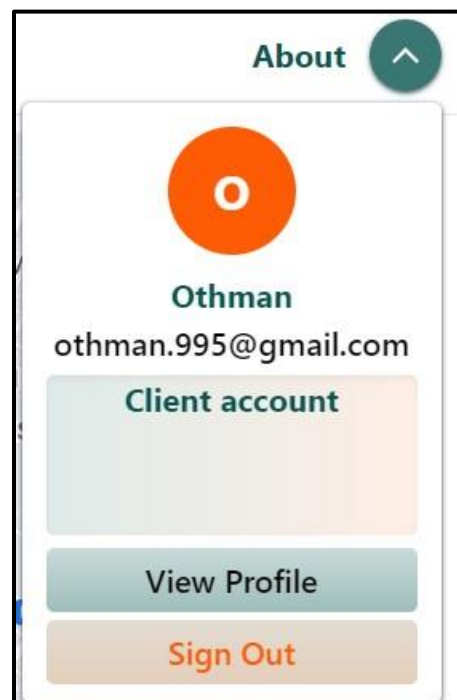 About
O
Othman
othman.995@gmail.com
Client account
View Profile
Sign Out